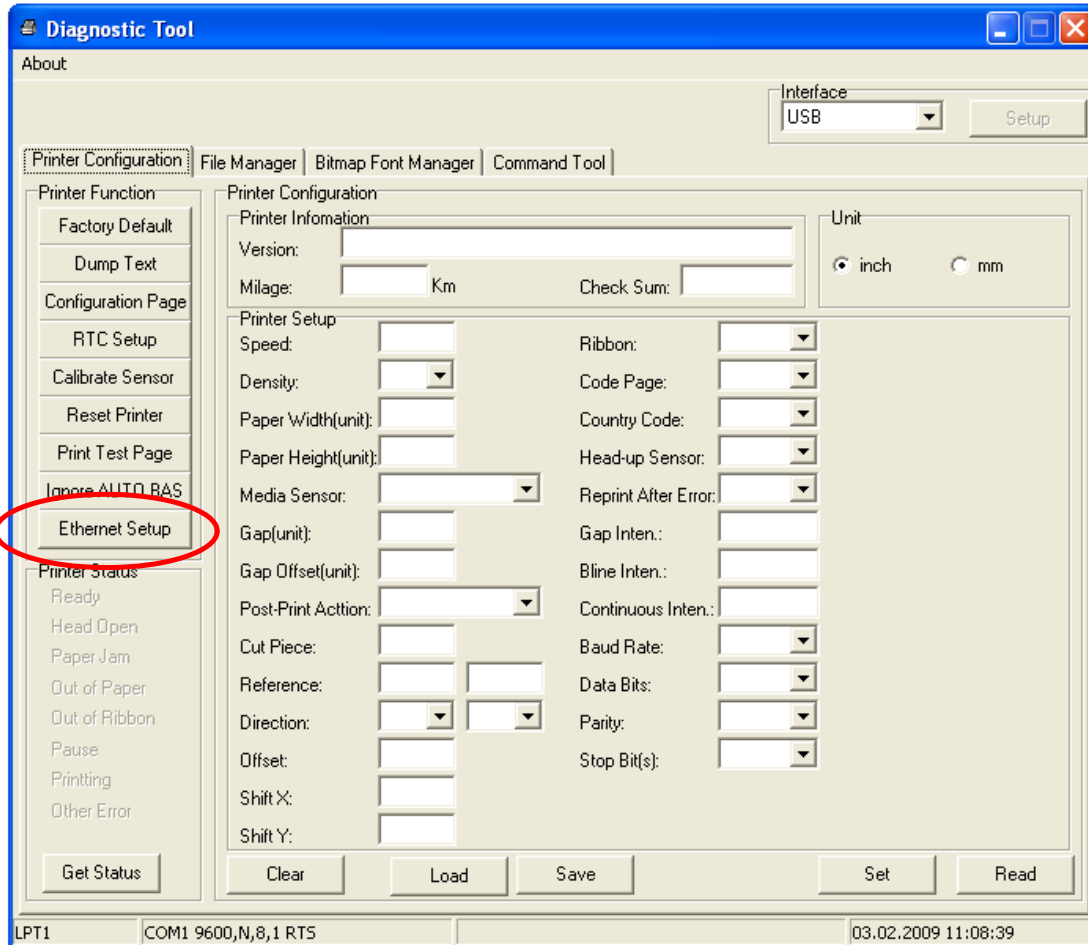 Diagnostic Tool
About
Interface
USB
Setup
Printer Configuration
File Manager
Bitmap Font Manager
Command Tool
Printer Function
Factory Default
Dump Text
Configuration Page
RTC Setup
Calibrate Sensor
Reset Printer
Print Test Page
Ignore AUTO.BAS
Ethernet Setup
Printer Status
Ready
Head Open
Paper Jam
Out of Paper
Out of Ribbon
Pause
Printting
Other Error
Get Status
Printer Configuration
Printer Infomation
Version:
Milage: Km
Check Sum:
Unit
inch
mm
Printer Setup
Speed:
Density:
Paper Width(unit):
Paper Height(unit):
Media Sensor:
Gap(unit):
Gap Offset(unit):
Post-Print Acttion:
Cut Piece:
Reference:
Direction:
Offset:
Shift X:
Shift Y:
Ribbon:
Code Page:
Country Code:
Head-up Sensor:
Reprint After Error:
Gap Inten.:
Bline Inten.:
Continuous Inten.:
Baud Rate:
Data Bits:
Parity:
Stop Bit(s):
Clear
Load
Save
Set
Read
LPT1
COM1 9600,N,8,1 RTS
03.02.2009 11:08:39